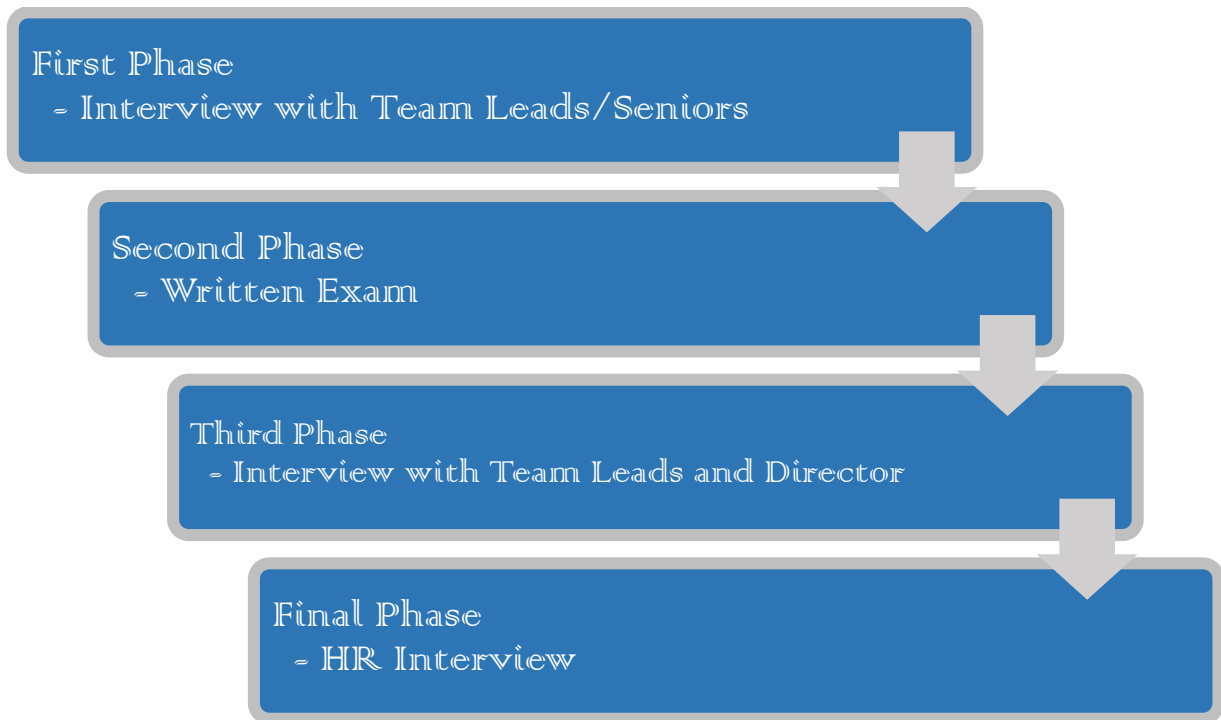 First Phase
- Interview with Team Leads/Seniors
Second Phase
- Written Exam
Third Phase
- Interview with Team Leads and Director
Final Phase
- HR Interview